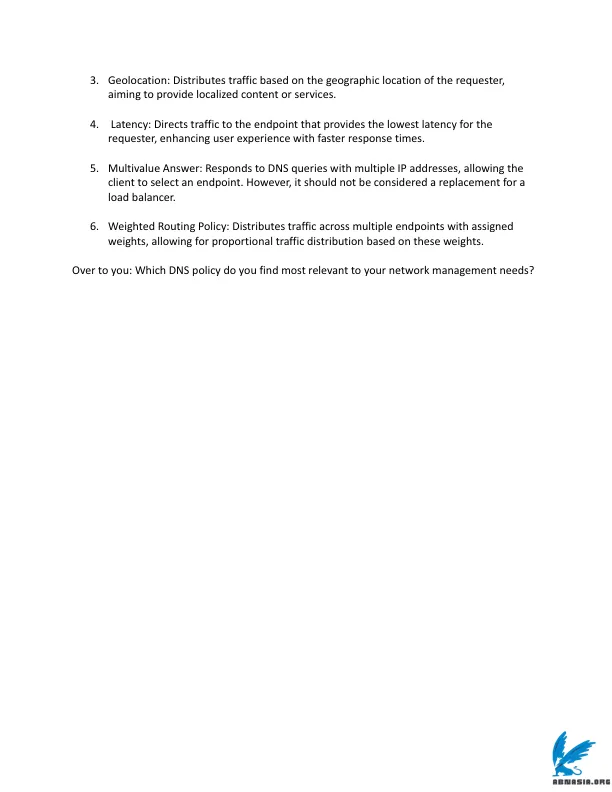 3. Geolocation: Distributes traffic based on the geographic location of the requester,
aiming to provide localized content or services.
4. Latency: Directs traffic to the endpoint that provides the lowest latency for the
requester, enhancing user experience with faster response times.
5. Multivalue Answer: Responds to DNS queries with multiple IP addresses, allowing the
client to select an endpoint. However, it should not be considered a replacement for a
load balancer.
6. Weighted Routing Policy: Distributes traffic across multiple endpoints with assigned
weights, allowing for proportional traffic distribution based on these weights.
Over to you: Which DNS policy do you find most relevant to your network management needs?
ABNASIA.ORG